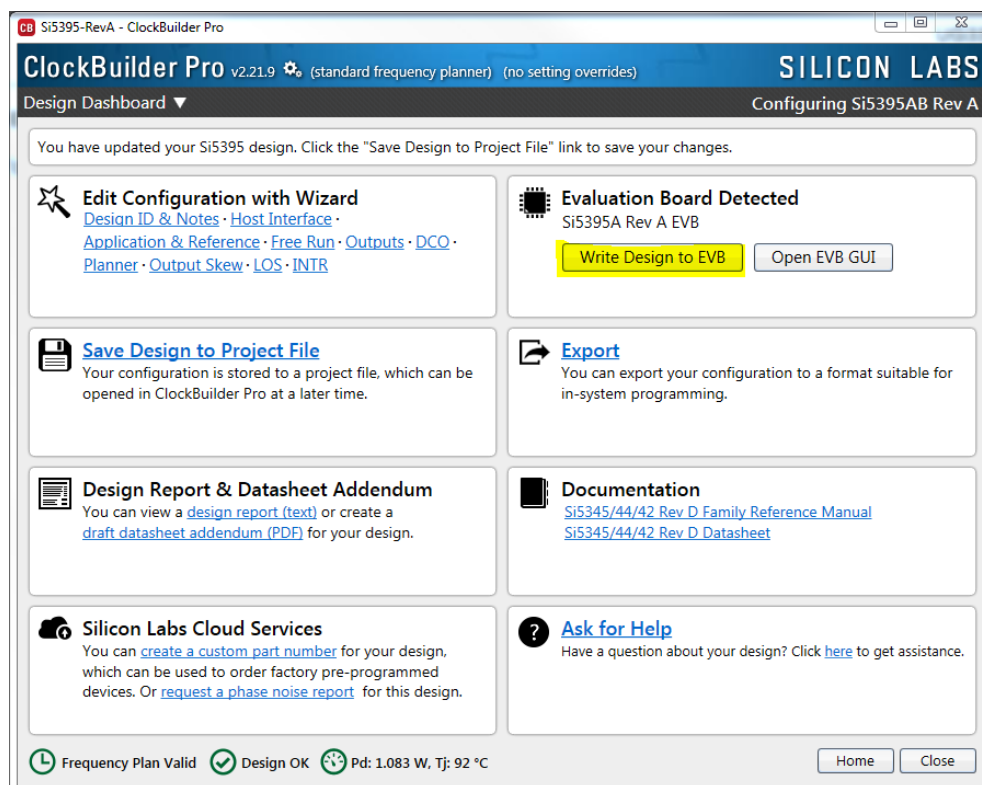 CB Si5395-RevA - ClockBuilder Pro
ClockBuilder Pro v2.21.9 (standard frequency planner) (no setting overrides) SILICON LABS
Design Dashboard ▼ Configuring Si5395AB Rev A
You have updated your Si5395 design. Click the "Save Design to Project File" link to save your changes.
Edit Configuration with Wizard
Design ID & Notes · Host Interface ·
Application & Reference · Free Run · Outputs · DCO ·
Planner · Output Skew · LOS · INTR
Evaluation Board Detected
Si5395A Rev A EVB
Write Design to EVB Open EVB GUI
Save Design to Project File
Your configuration is stored to a project file, which can be
opened in ClockBuilder Pro at a later time.
Export
You can export your configuration to a format suitable for
in-system programming.
Design Report & Datasheet Addendum
You can view a design report (text) or create a
draft datasheet addendum (PDF) for your design.
Documentation
Si5345/44/42 Rev D Family Reference Manual
Si5345/44/42 Rev D Datasheet
Silicon Labs Cloud Services
You can create a custom part number for your design,
which can be used to order factory pre-programmed
devices. Or request a phase noise report for this design.
Ask for Help
Have a question about your design? Click here to get assistance.
Frequency Plan Valid Design OK Pd: 1.083 W, Tj: 92 °C Home Close